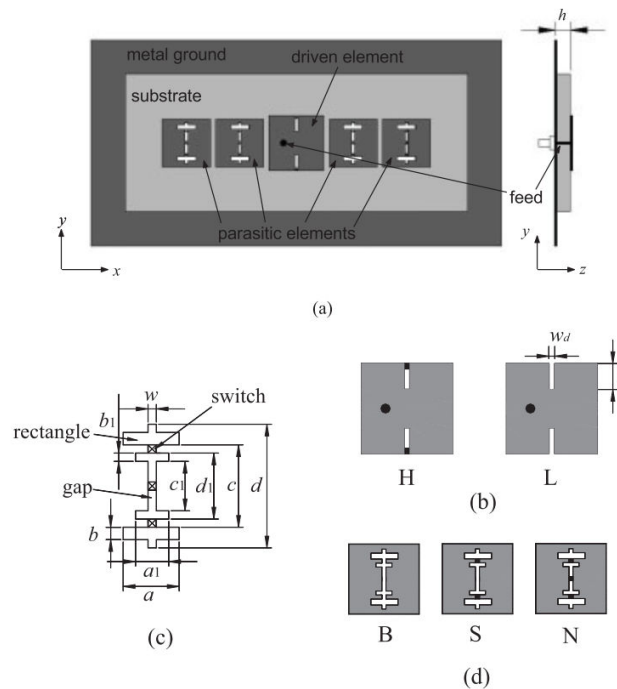 h
metal ground
driven element
substrate
feed
parasitic elements
y
x
y
z
(a)
w
switch
b1
rectangle
gap
c1
d1
c
d
b
a1
a
(c)
wd
H
L
(b)
B
S
N
(d)